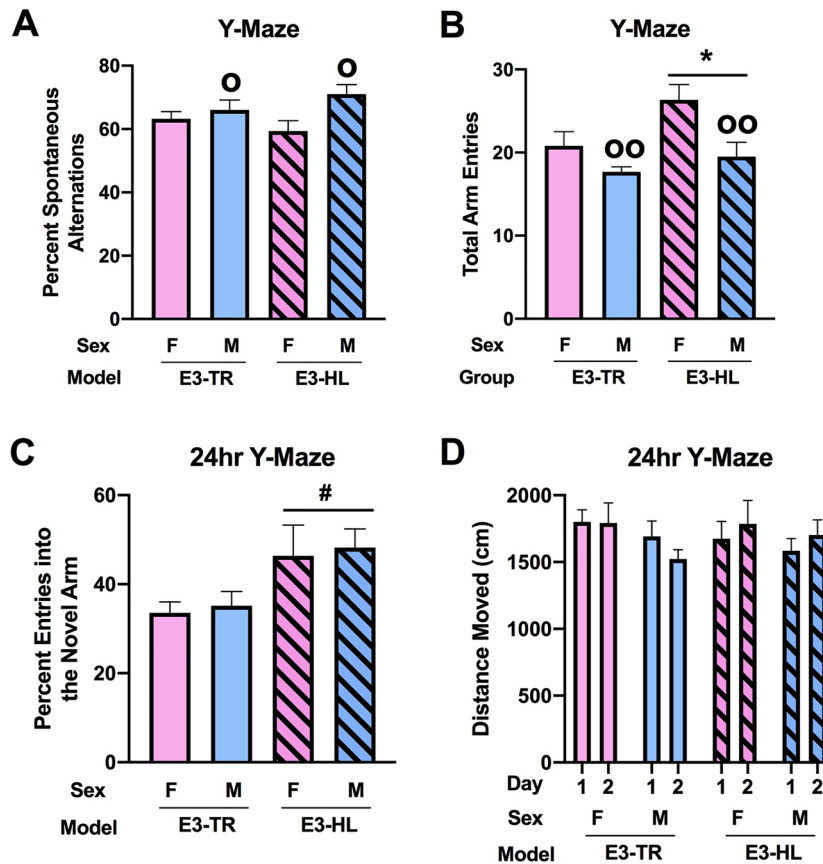 A
Y-Maze
Percent Spontaneous
Alternations
80
60
40
20
0
O
O
Sex F M F M
Model E3-TR E3-HL
B
Y-Maze
Total Arm Entries
30
20
10
0
OO
*
OO
Sex F M F M
Group E3-TR E3-HL
C
24hr Y-Maze
Percent Entries into
the Novel Arm
60
40
20
0
#
Sex F M F M
Model E3-TR E3-HL
D
24hr Y-Maze
Distance Moved (cm)
2000
1500
1000
500
0
Day 1 2 1 2 1 2 1 2
Sex F M F M
Model E3-TR E3-HL